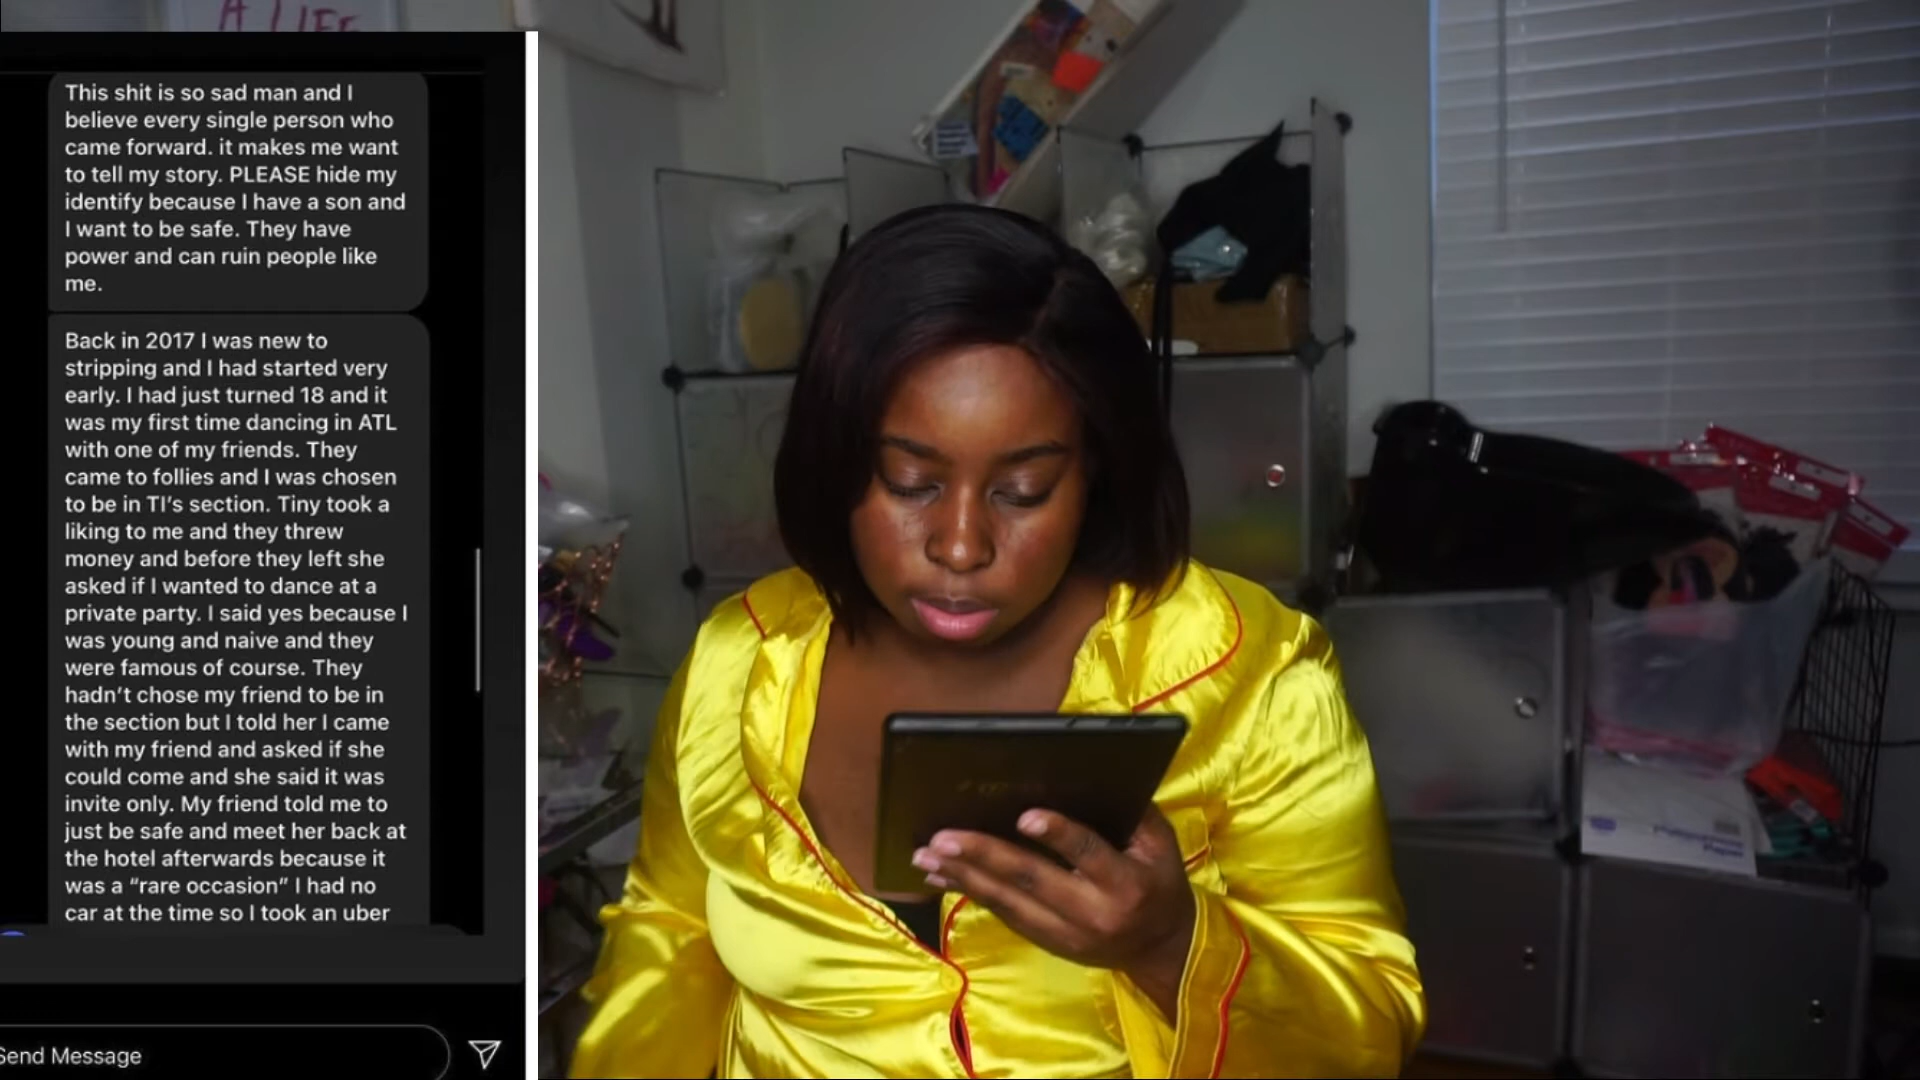 A LIFE
This shit is so sad man and I
believe every single person who
came forward. it makes me want
to tell my story. PLEASE hide my
identify because I have a son and
I want to be safe. They have
power and can ruin people like
me.
Back in 2017 I was new to
stripping and I had started very
early. I had just turned 18 and it
was my first time dancing in ATL
with one of my friends. They
came to follies and I was chosen
to be in TI's section. Tiny took a
liking to me and they threw
money and before they left she
asked if I wanted to dance at a
private party. I said yes because I
was young and naive and they
were famous of course. They
hadn't chose my friend to be in
the section but I told her I came
with my friend and asked if she
could come and she said it was
invite only. My friend told me to
just be safe and meet her back at
the hotel afterwards because it
was a “rare occasion” I had no
car at the time so I took an uber
Send Message